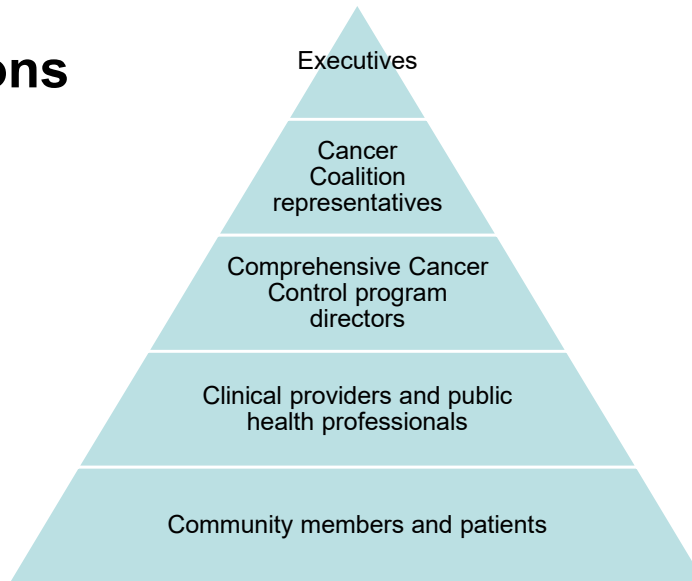 ons
Executives
Cancer
Coalition
representatives
Comprehensive Cancer
Control program
directors
Clinical providers and public
health professionals
Community members and patients